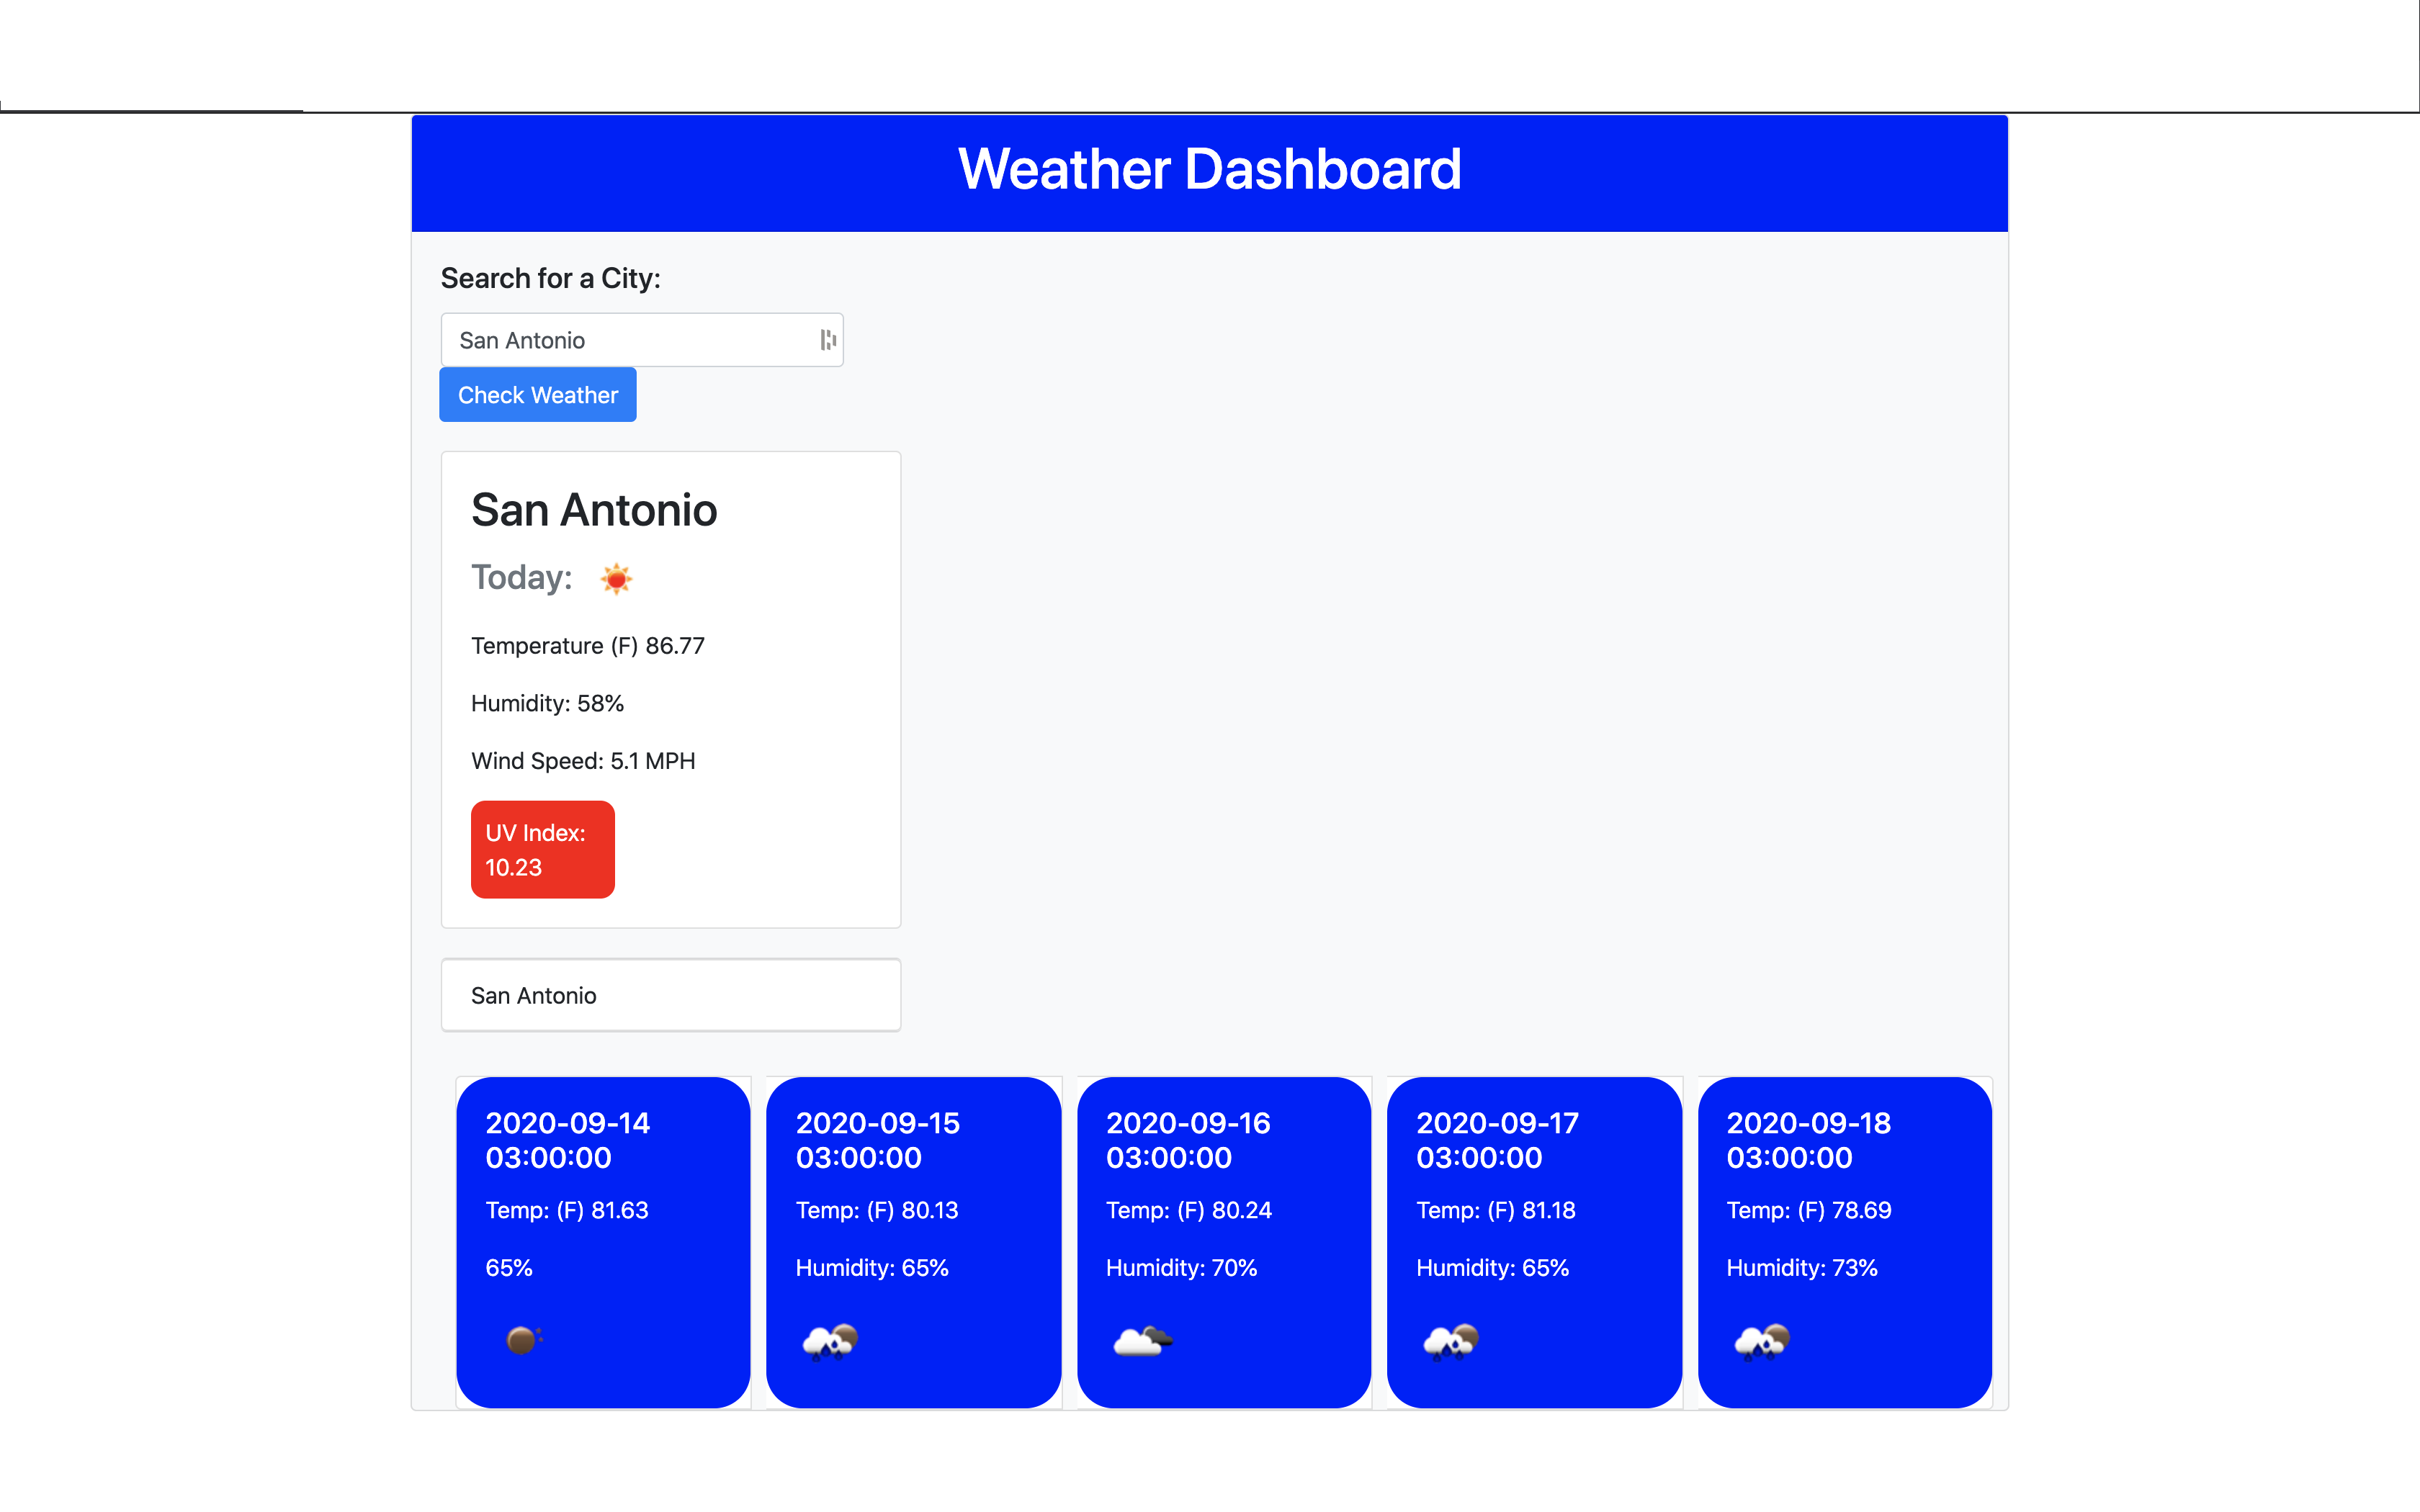 Weather Dashboard
Search for a City:
San Antonio
Check Weather
San Antonio
Today:
Temperature (F) 86.77
Humidity: 58%
Wind Speed: 5.1 MPH
UV Index:
10.23
San Antonio
2020-09-14
03:00:00
Temp: (F) 81.63
65%
2020-09-15
03:00:00
Temp: (F) 80.13
Humidity: 65%
2020-09-16
03:00:00
Temp: (F) 80.24
Humidity: 70%
2020-09-17
03:00:00
Temp: (F) 81.18
Humidity: 65%
2020-09-18
03:00:00
Temp: (F) 78.69
Humidity: 73%